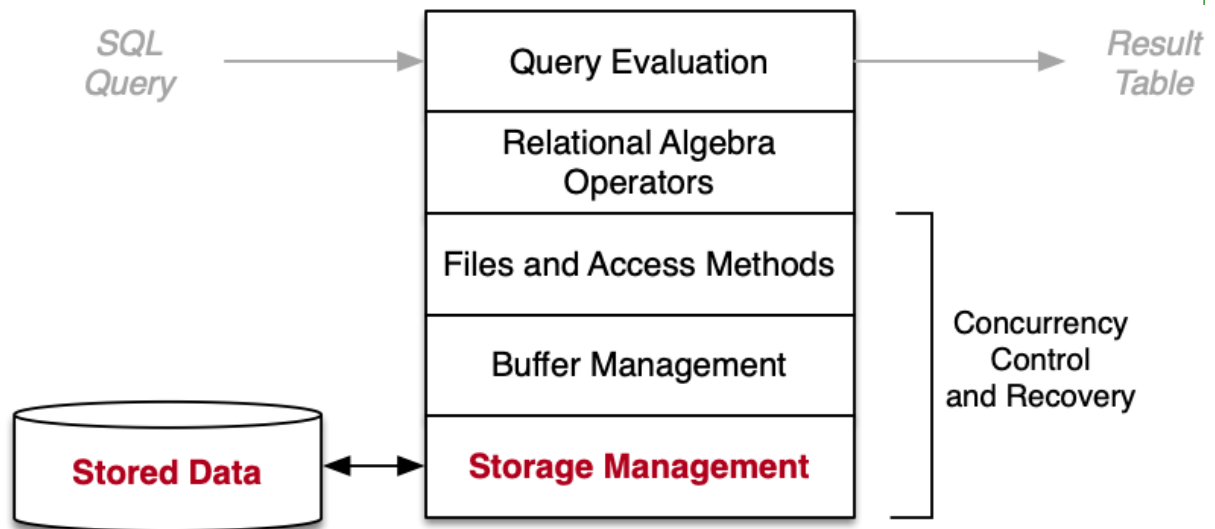 SQL
Query
Query Evaluation
Result
Table
Relational Algebra
Operators
Files and Access Methods
Buffer Management
Concurrency
Control
and Recovery
Stored Data
Storage Management